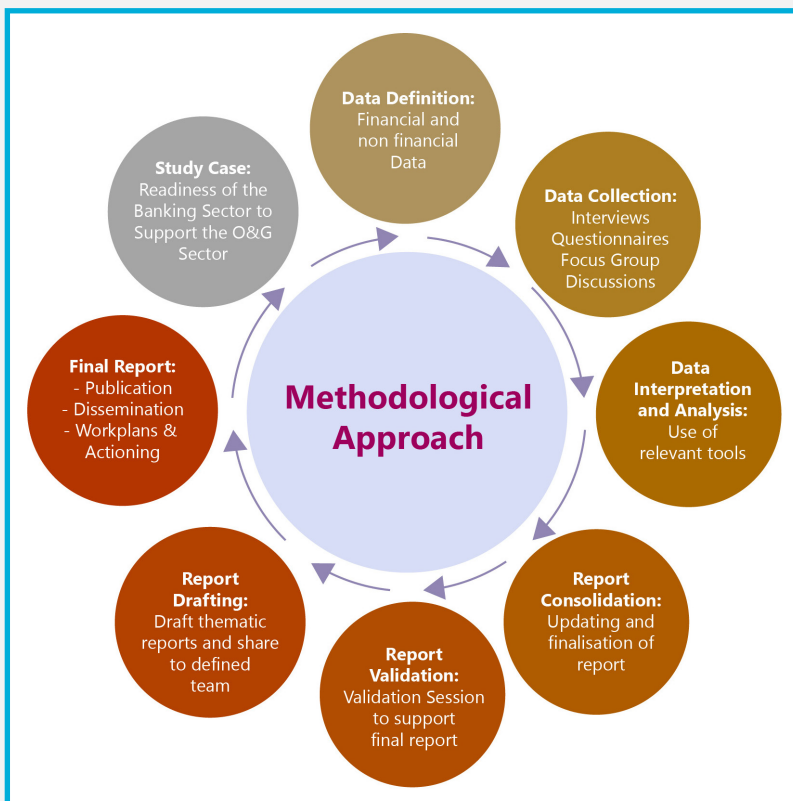 Data Definition:
Financial and
non financial
Data
Data Collection:
Interviews
Questionnaires
Focus Group
Discussions
Data
Interpretation
and Analysis:
Use of
relevant tools
Report
Consolidation:
Updating and
finalisation of
report
Report
Validation:
Validation Session
to support
final report
Report
Drafting:
Draft thematic
reports and share
to defined
team
Final Report:
- Publication
- Dissemination
- Workplans &
Actioning
Study Case:
Readiness of the
Banking Sector to
Support the O&G
Sector
Methodological
Approach